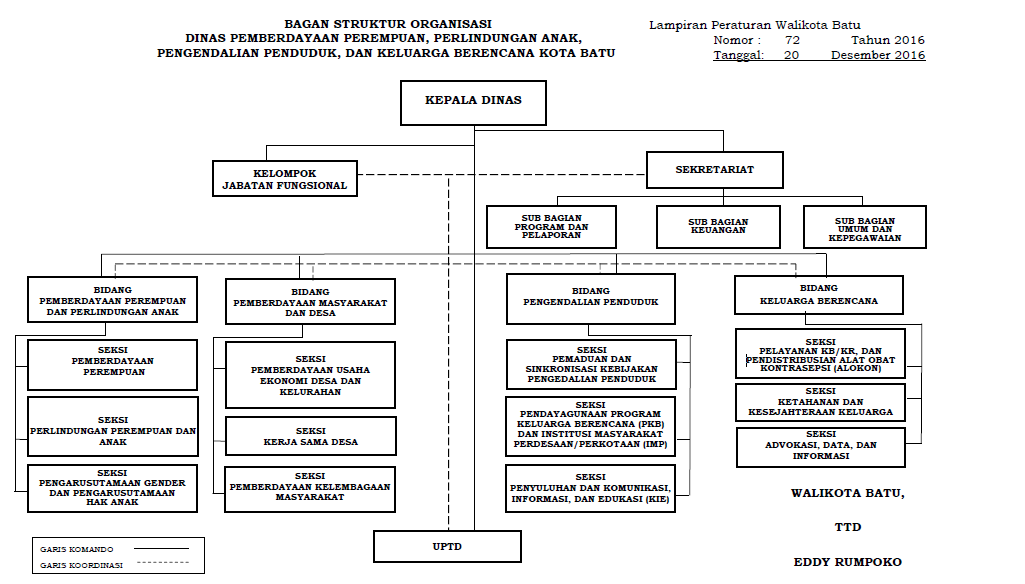 BAGAN STRUKTUR ORGANISASI
DINAS PEMBERDAYAAN PEREMPUAN, PERLINDUNGAN ANAK,
PENGENDALIAN PENDUDUK, DAN KELUARGA BERENCANA KOTA BATU
Lampiran Peraturan Walikota Batu
Nomor : 72 Tahun 2016
Tanggal: 20 Desember 2016
KEPALA DINAS
KELOMPOK
JABATAN FUNGSIONAL
SEKRETARIAT
SUB BAGIAN
PROGRAM DAN
PELAPORAN
SUB BAGIAN
KEUANGAN
SUB BAGIAN
UMUM DAN
KEPEGAWAIAN
BIDANG
PEMBERDAYAAN PEREMPUAN
DAN PERLINDUNGAN ANAK
SEKSI
PEMBERDAYAAN
PEREMPUAN
SEKSI
PERLINDUNGAN PEREMPUAN DAN
ANAK
SEKSI
PENGARUSUTAMAAN GENDER
DAN PENGARUSUTAMAAN
HAK ANAK
BIDANG
PEMBERDAYAAN MASYARAKAT
DAN DESA
SEKSI
PEMBERDAYAAN USAHA
EKONOMI DESA DAN
KELURAHAN
SEKSI
KERJA SAMA DESA
SEKSI
PEMBERDAYAAN KELEMBAGAAN
MASYARAKAT
BIDANG
PENGENDALIAN PENDUDUK
SEKSI
PEMADUAN DAN
SINKRONISASI KEBIJAKAN
PENGEDALIAN PENDUDUK
SEKSI
PENDAYAGUNAAN PROGRAM
KELUARGA BERENCANA (PKB)
DAN INSTITUSI MASYARAKAT
PERDESAAN/PERKOTAAN (IMP)
SEKSI
PENYULUHAN DAN KOMUNIKASI,
INFORMASI, DAN EDUKASI (KIE)
BIDANG
KELUARGA BERENCANA
SEKSI
PELAYANAN KB/KR, DAN
PENDISTRIBUSIAN ALAT OBAT
KONTRASEPSI (ALOKON)
SEKSI
KETAHANAN DAN
KESEJAHTERAAN KELUARGA
SEKSI
ADVOKASI, DATA, DAN
INFORMASI
UPTD
WALIKOTA BATU,
TTD
EDDY RUMPOKO
GARIS KOMANDO
GARIS KOORDINASI